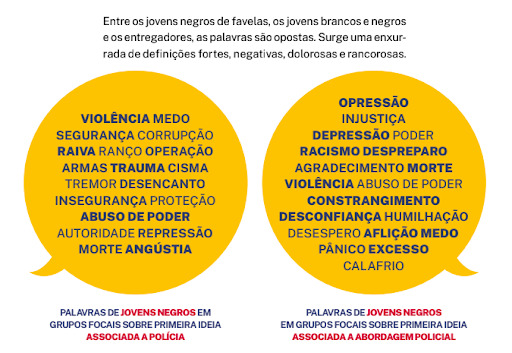 Entre os jovens negros de favelas, os jovens brancos e negros
e os entregadores, as palavras são opostas. Surge uma enxur-
rada de definições fortes, negativas, dolorosas e rancorosas.
VIOLÊNCIA MEDO
SEGURANÇA CORRUPÇÃO
RAIVA RANÇO OPERAÇÃO
ARMAS TRAUMA CISMA
TREMOR DESENCANTO
INSEGURANÇA PROTEÇÃO
ABUSO DE PODER
AUTORIDADE REPRESSÃO
MORTE ANGÚSTIA
PALAVRAS DE JOVENS NEGROS EM
GRUPOS FOCAIS SOBRE PRIMEIRA IDEIA
ASSOCIADA A POLÍCIA
OPRESSÃO
INJUSTIÇA
DEPRESSÃO PODER
RACISMO DESPREPARO
AGRADECIMENTO MORTE
VIOLÊNCIA ABUSO DE PODER
CONSTRANGIMENTO
DESCONFIANÇA HUMILHAÇÃO
DESESPERO AFLIÇÃO MEDO
PÂNICO EXCESSO
CALAFRIO
PALAVRAS DE JOVENS NEGROS
EM GRUPOS FOCAIS SOBRE PRIMEIRA IDEIA
ASSOCIADA A ABORDAGEM POLICIAL